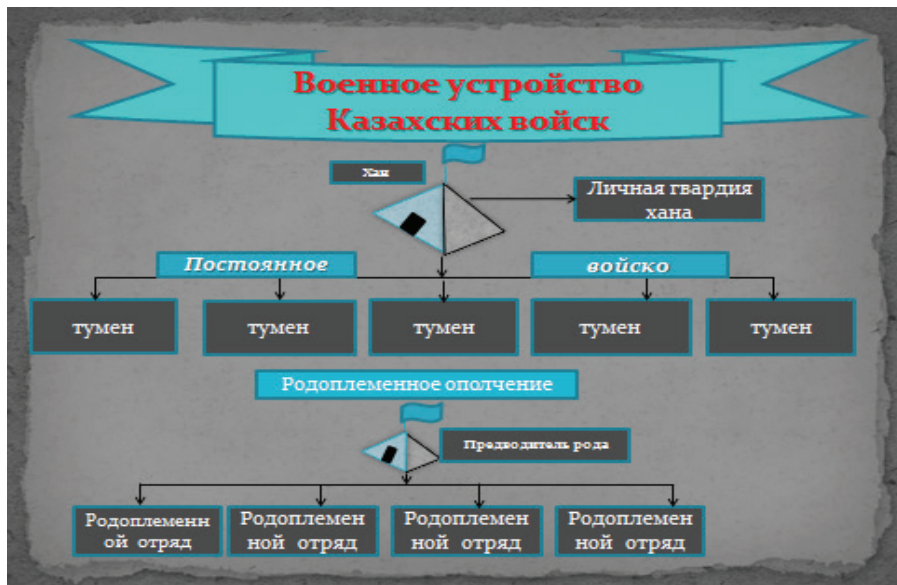 Военное устройство
Казахских войск
Хан
Личная гвардия
хана
Постоянное войско
тумен тумен тумен тумен тумен
Родоплеменное ополчение
Предводитель рода
Родоплеменн
ой отряд
Родоплемен
ной отряд
Родоплемен
ной отряд
Родоплемен
ной отряд